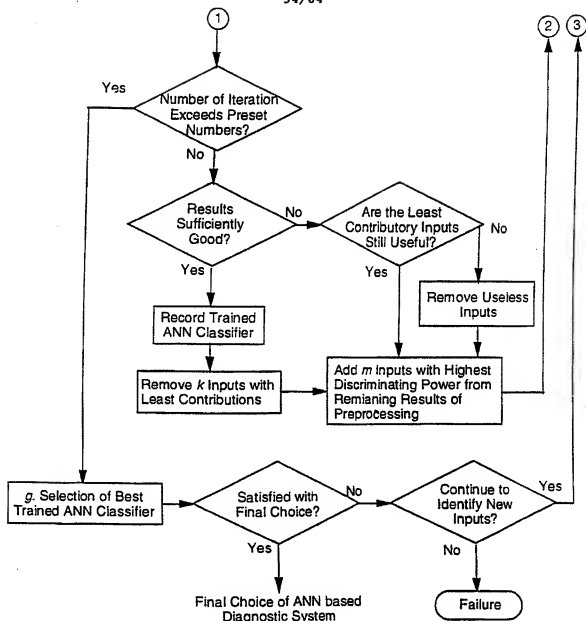 1
2
3
Yes
Number of Iteration
Exceeds Preset
Numbers?
No
Results
Sufficiently
Good?
No
Are the Least
Contributory Inputs
Still Useful?
No
Yes
Yes
Remove Useless
Inputs
Record Trained
ANN Classifier
Remove k Inputs with
Least Contributions
Add m Inputs with Highest
Discriminating Power from
Remianing Results of
Preprocessing
g. Selection of Best
Trained ANN Classifier
Satisfied with
Final Choice?
No
Continue to
Identify New
Inputs?
Yes
Yes
No
Final Choice of ANN based
Diagnostic System
Failure